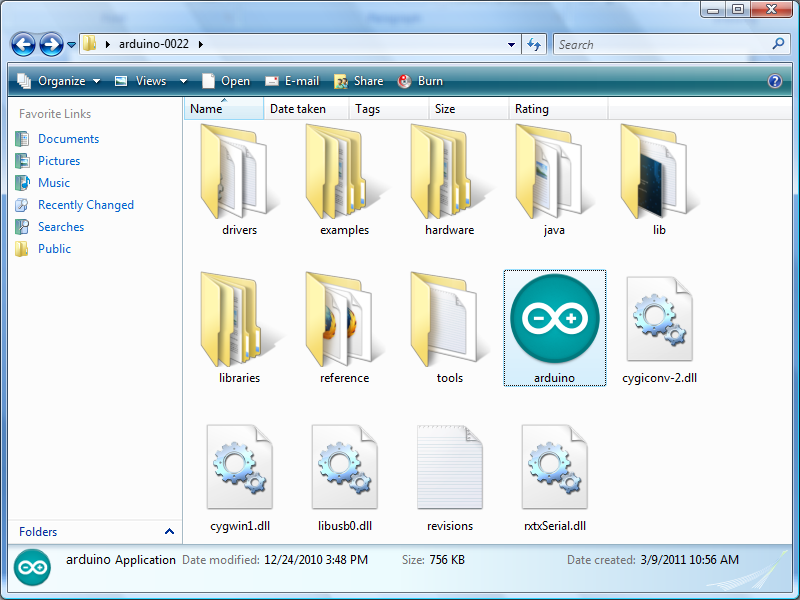 arduino-0022
Search
Organize Views Open E-mail Share Burn
Favorite Links
Name Date taken Tags Size Rating
Documents
Pictures
Music
Recently Changed
Searches
Public
drivers examples hardware java lib
libraries reference tools arduino cygiconv-2.dll
cygwin1.dll libusb0.dll revisions rxtxSerial.dll
Folders
arduino Application Date modified: 12/24/2010 3:48 PM Size: 756 KB Date created: 3/9/2011 10:56 AM